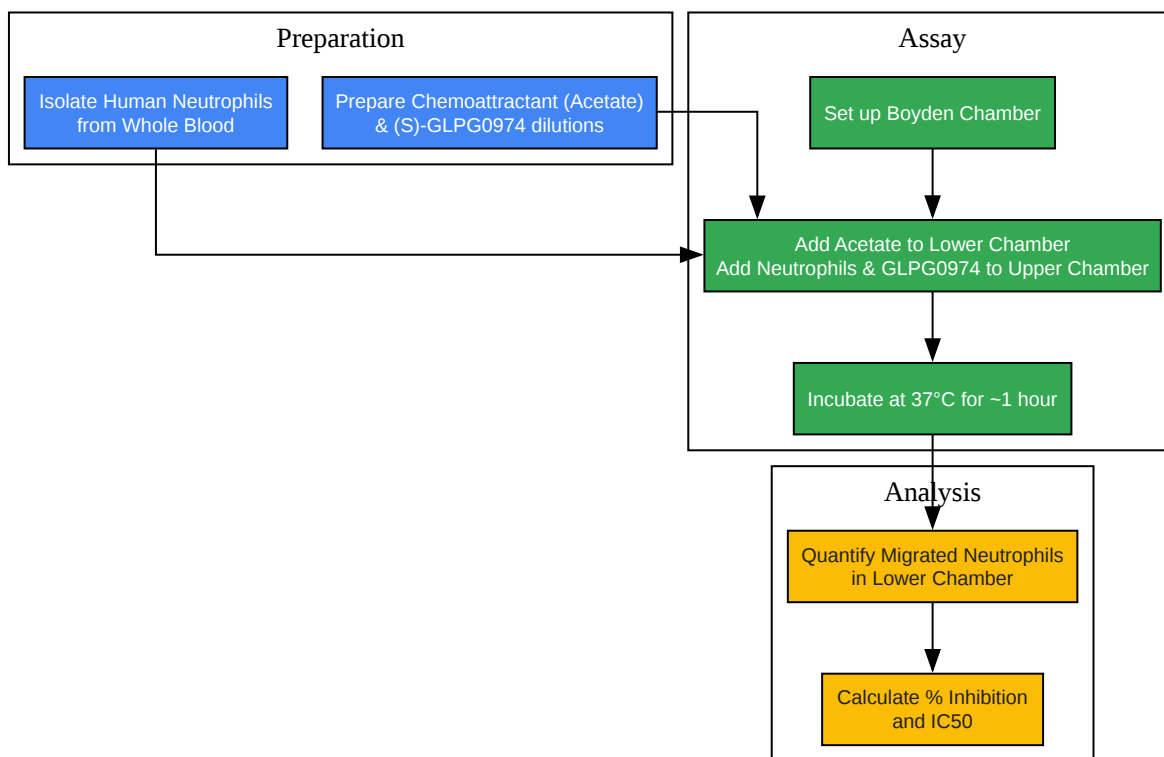 Preparation
Isolate Human Neutrophils
from Whole Blood
Prepare Chemoattractant (Acetate)
& (S)-GLPG0974 dilutions
Assay
Set up Boyden Chamber
Add Acetate to Lower Chamber
Add Neutrophils & GLPG0974 to Upper Chamber
Incubate at 37°C for ~1 hour
Analysis
Quantify Migrated Neutrophils
in Lower Chamber
Calculate % Inhibition
and IC50